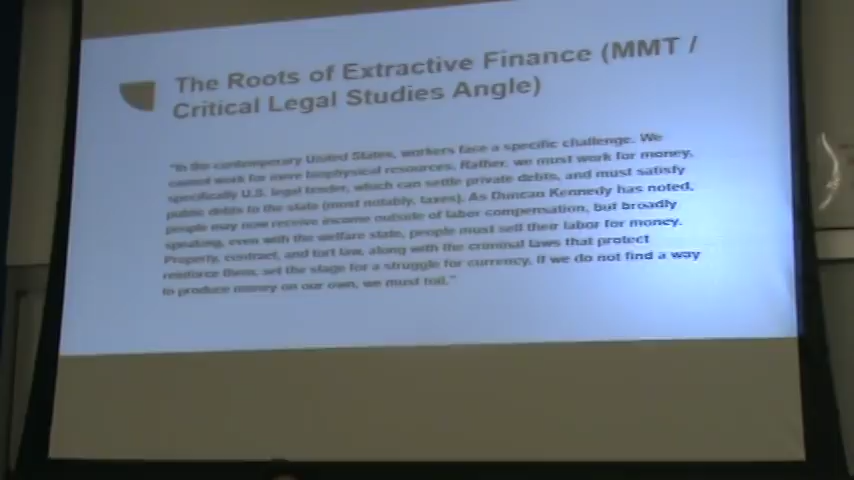 The Roots of Extractive Finance (MMT /
Critical Legal Studies Angle)
"In the contemporary United States, workers face a specific challenge. We
cannot work for mere biophysical resources. Rather, we must work for money,
specifically U.S. legal tender, which can settle private debts, and must satisfy
public debts to the state (most notably, taxes). As Duncan Kennedy has noted,
people may now receive income outside of labor compensation, but broadly
speaking, even with the welfare state, people must sell their labor for money.
Property, contract, and tort law, along with the criminal laws that protect
reinforce them, set the stage for a struggle for currency. If we do not find a way
to produce money on our own, we must toil."